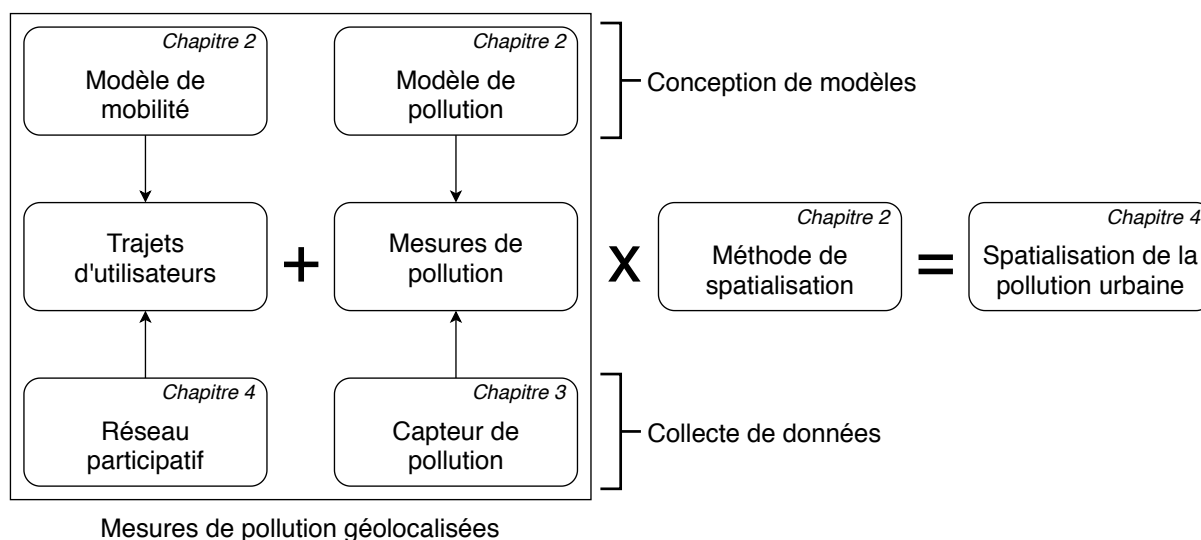 Chapitre 2
Modèle de
mobilité
Chapitre 2
Modèle de
pollution
Conception de modèles
Trajets
d'utilisateurs
+
Mesures de
pollution
x
Chapitre 2
Méthode de
spatialisation
=
Chapitre 4
Spatialisation de la
pollution urbaine
Chapitre 4
Réseau
participatif
Chapitre 3
Capteur de
pollution
Collecte de données
Mesures de pollution géolocalisées